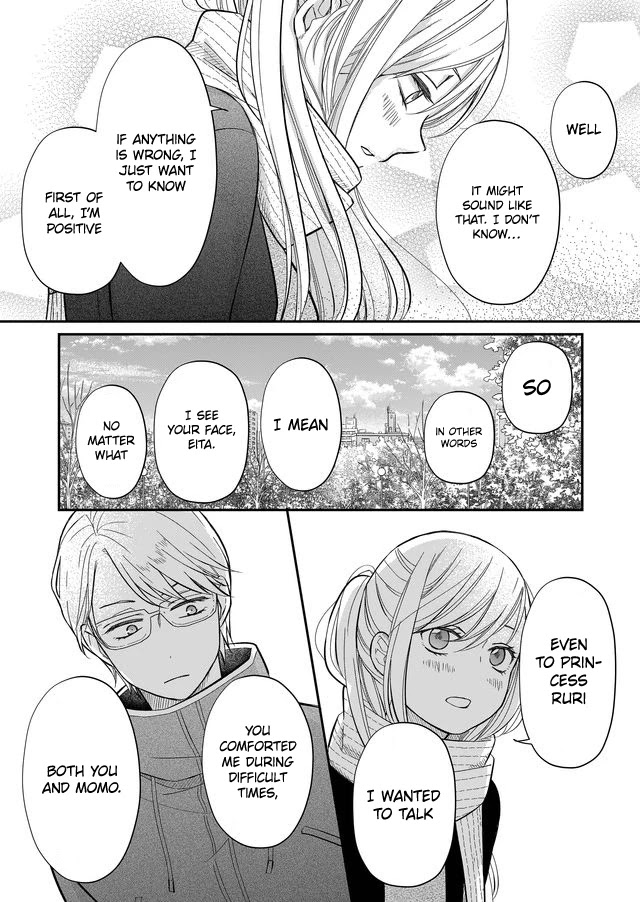 WELL
IT MIGHT
SOUND LIKE
THAT. I DON'T
KNOW...
IF ANYTHING
IS WRONG, I
JUST WANT
TO KNOW
FIRST OF
ALL, I'M
POSITIVE
SO
IN OTHER
WORDS
I MEAN
I SEE
YOUR FACE,
EITA.
NO
MATTER
WHAT
EVEN
TO PRIN-
CESS
RURI
I WANTED
TO TALK
YOU
COMFORTED
ME DURING
DIFFICULT
TIMES,
BOTH YOU
AND MOMO.